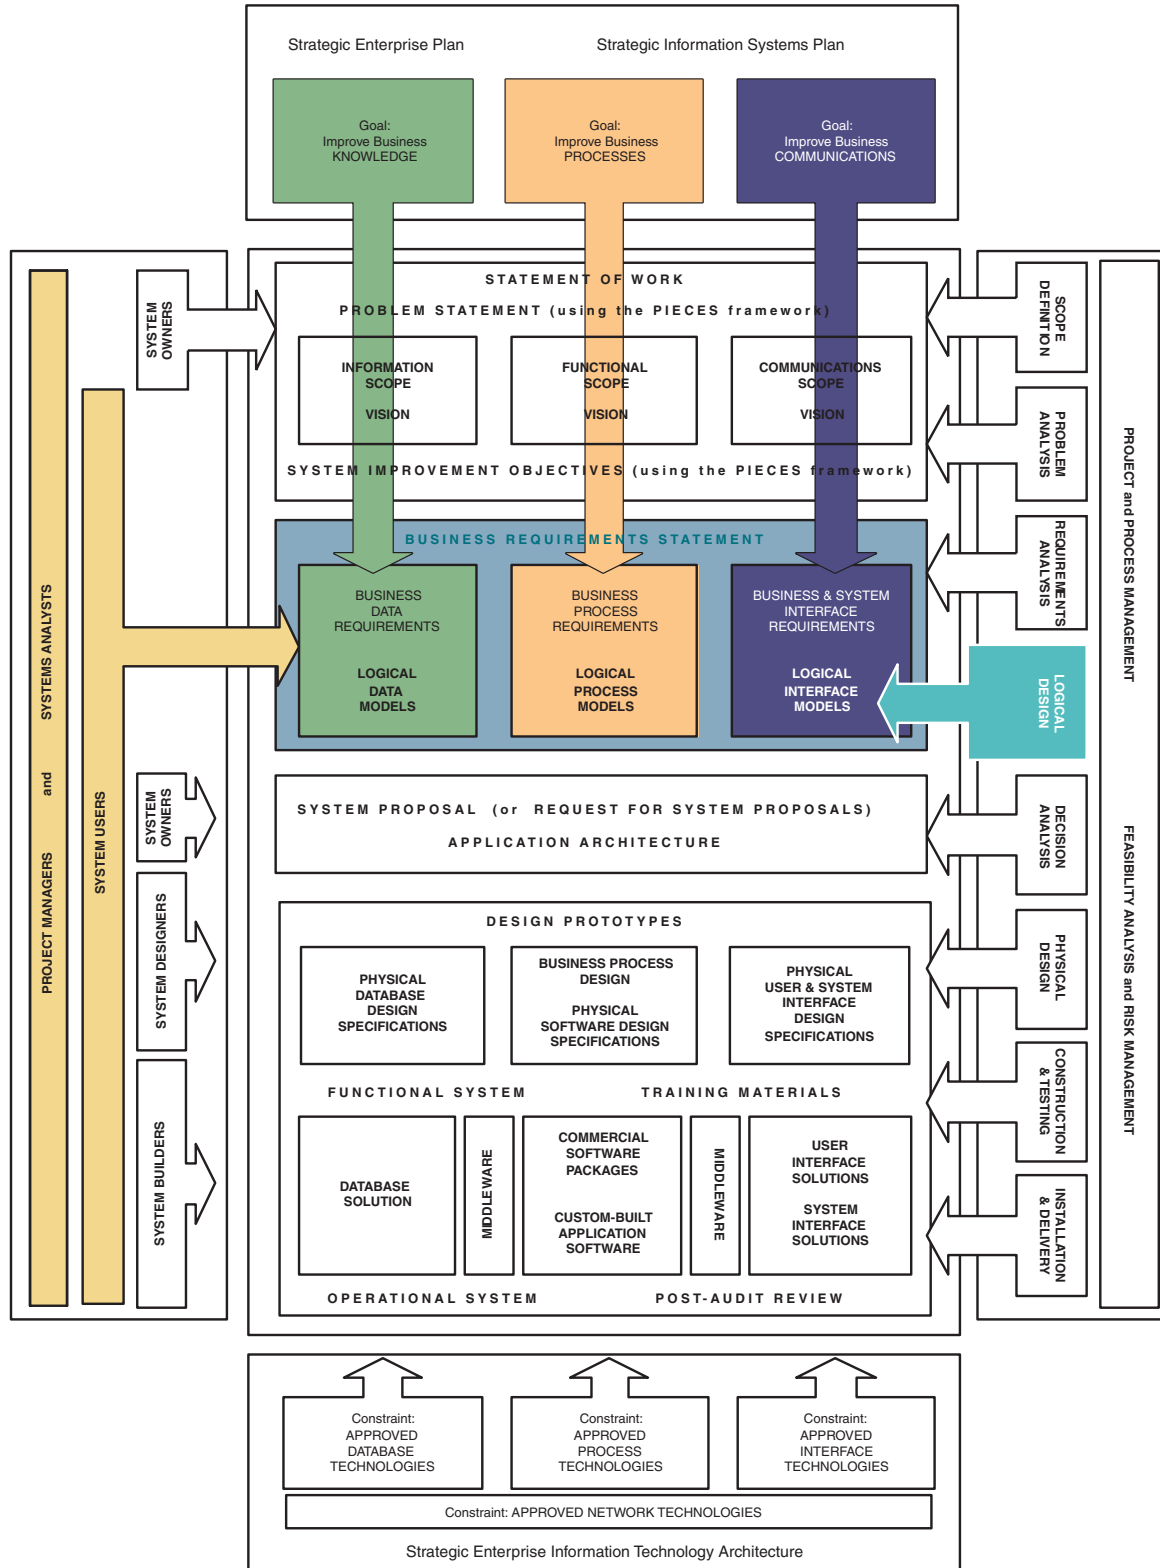 Strategic Enterprise Plan
Strategic Information Systems Plan
Goal:
Improve Business
KNOWLEDGE
Goal:
Improve Business
PROCESSES
Goal:
Improve Business
COMMUNICATIONS
SYSTEMS ANALYSTS
and
PROJECT MANAGERS
SYSTEM USERS
SYSTEM
OWNERS
SYSTEM
OWNERS
SYSTEM DESIGNERS
SYSTEM BUILDERS
STATEMENT OF WORK
PROBLEM STATEMENT (using the PIECES framework)
INFORMATION
SCOPE
VISION
FUNCTIONAL
SCOPE
VISION
COMMUNICATIONS
SCOPE
VISION
SYSTEM IMPROVEMENT OBJECTIVES (using the PIECES framework)
BUSINESS REQUIREMENTS STATEMENT
BUSINESS
DATA
REQUIREMENTS
LOGICAL
DATA
MODELS
BUSINESS
PROCESS
REQUIREMENTS
LOGICAL
PROCESS
MODELS
BUSINESS & SYSTEM
INTERFACE
REQUIREMENTS
LOGICAL
INTERFACE
MODELS
SYSTEM PROPOSAL (or REQUEST FOR SYSTEM PROPOSALS)
APPLICATION ARCHITECTURE
DESIGN PROTOTYPES
PHYSICAL
DATABASE
DESIGN
SPECIFICATIONS
BUSINESS PROCESS
DESIGN
PHYSICAL
SOFTWARE DESIGN
SPECIFICATIONS
PHYSICAL
USER & SYSTEM
INTERFACE
DESIGN
SPECIFICATIONS
FUNCTIONAL SYSTEM
TRAINING MATERIALS
DATABASE
SOLUTION
MIDDLEWARE
COMMERCIAL
SOFTWARE
PACKAGES
CUSTOM-BUILT
APPLICATION
SOFTWARE
MIDDLEWARE
USER
INTERFACE
SOLUTIONS
SYSTEM
INTERFACE
SOLUTIONS
OPERATIONAL SYSTEM
POST-AUDIT REVIEW
SCOPE
DEFINITION
PROBLEM
ANALYSIS
REQUIREMENTS
ANALYSIS
LOGICAL
DESIGN
DECISION
ANALYSIS
PHYSICAL
DESIGN
CONSTRUCTION
& TESTING
INSTALLATION
& DELIVERY
PROJECT and PROCESS MANAGEMENT
FEASIBILITY ANALYSIS and RISK MANAGEMENT
Constraint:
APPROVED
DATABASE
TECHNOLOGIES
Constraint:
APPROVED
PROCESS
TECHNOLOGIES
Constraint:
APPROVED
INTERFACE
TECHNOLOGIES
Constraint: APPROVED NETWORK TECHNOLOGIES
Strategic Enterprise Information Technology Architecture